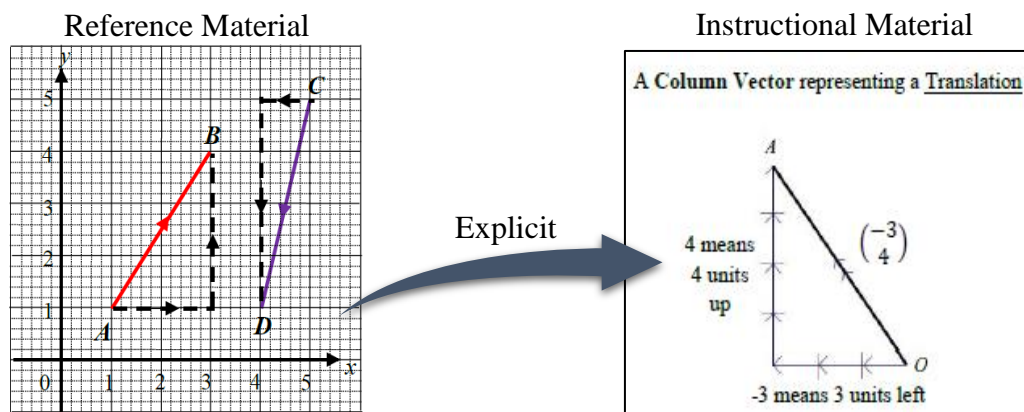 Reference Material
y
5
C
B
4
3
2
1
A
D
0
1
2
3
4
5
x
Explicit
Instructional Material
A Column Vector representing a Translation
A
4 means
4 units
up
(−3
4)
O
-3 means 3 units left